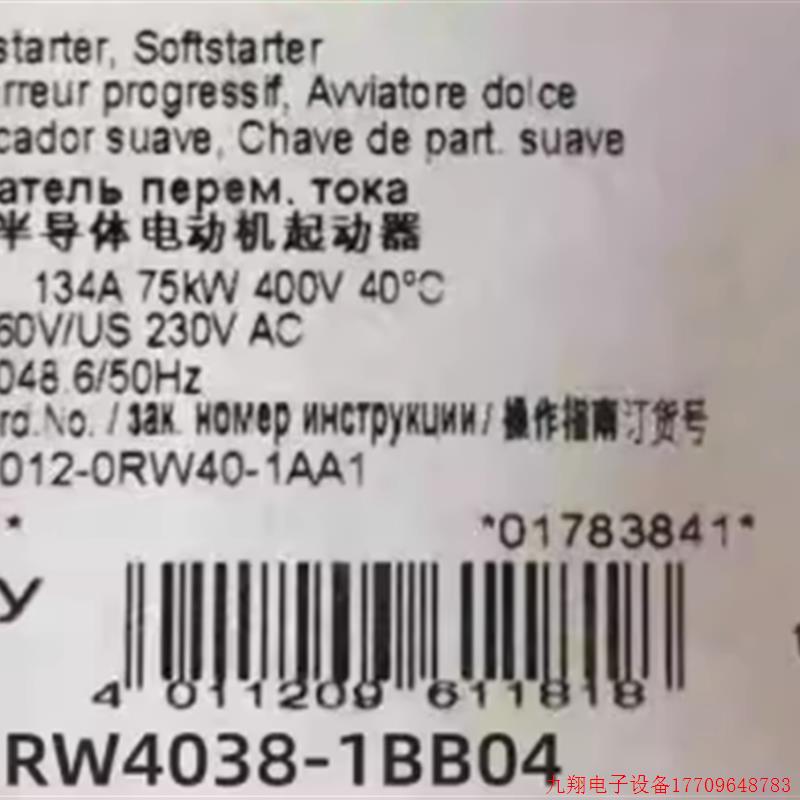 starter, Softstarter
rreur progressif, Avviatore dolce
cador suave, Chave de part. suave
атель перем. тока
半导体电动机起动器
134A 75kW 400V 40°C
60V/US 230V AC
048.6/50Hz
rd.No. / зак. номер инструкции / 操作指南订货号
012-0RW40-1AA1
* *01783841*
y
4 011209 611818
RW4038-1BB04
九翔电子设备17709648783